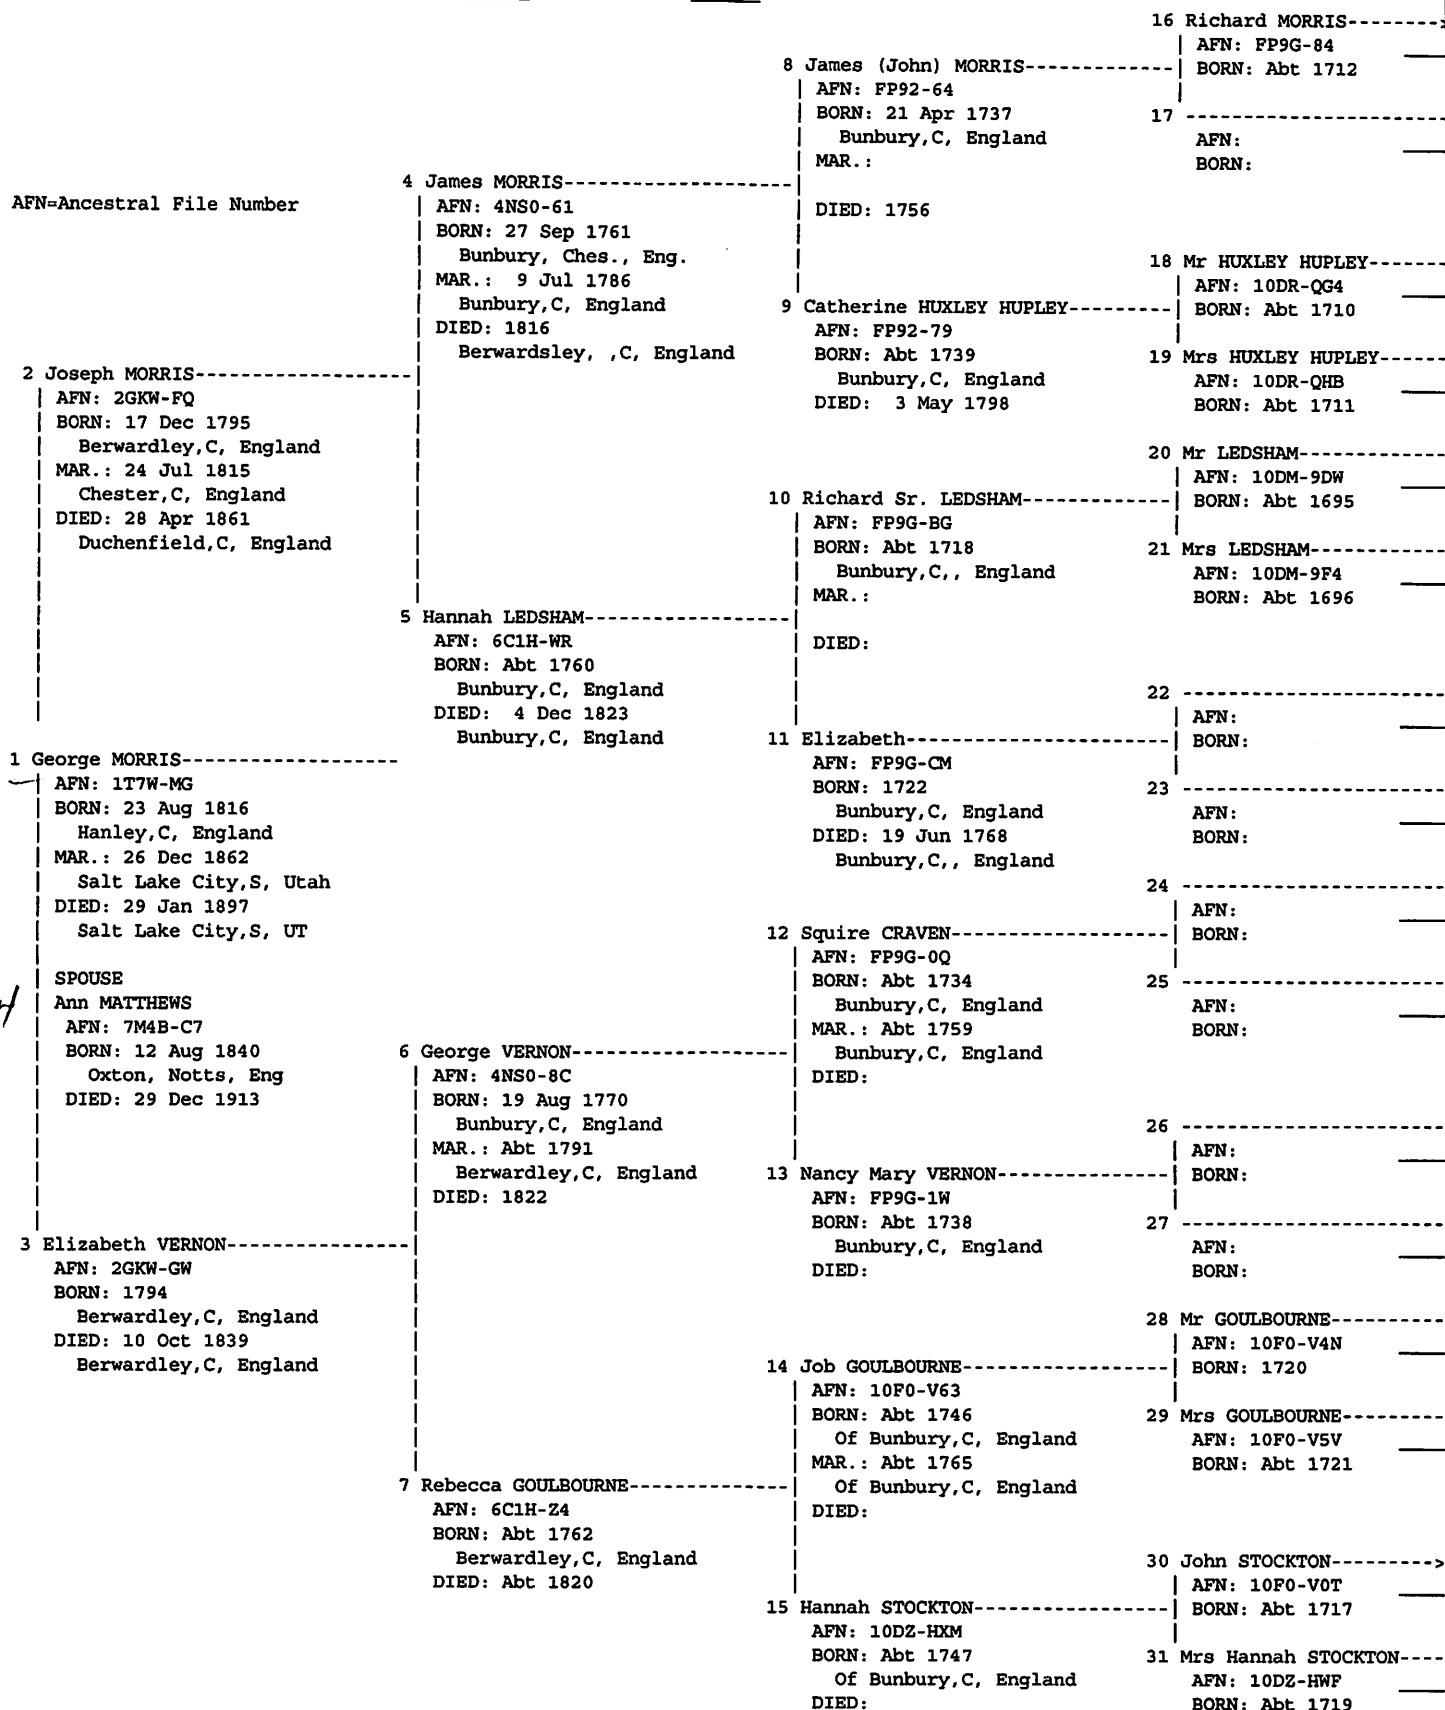 AFN=Ancestral File Number
1 George MORRIS
AFN: 1T7W-MG
BORN: 23 Aug 1816
Hanley,C, England
MAR.: 26 Dec 1862
Salt Lake City,S, Utah
DIED: 29 Jan 1897
Salt Lake City,S, UT
SPOUSE
Ann MATTHEWS
AFN: 7M4B-C7
BORN: 12 Aug 1840
Oxton, Notts, Eng
DIED: 29 Dec 1913
2 Joseph MORRIS
AFN: 2GKW-FQ
BORN: 17 Dec 1795
Berwardley,C, England
MAR.: 24 Jul 1815
Chester,C, England
DIED: 28 Apr 1861
Duchenfield,C, England
3 Elizabeth VERNON
AFN: 2GKW-GW
BORN: 1794
Berwardley,C, England
DIED: 10 Oct 1839
Berwardley,C, England
4 James MORRIS
AFN: 4NS0-61
BORN: 27 Sep 1761
Bunbury, Ches., Eng.
MAR.: 9 Jul 1786
Bunbury,C, England
DIED: 1816
Berwardsley, ,C, England
5 Hannah LEDSHAM
AFN: 6C1H-WR
BORN: Abt 1760
Bunbury,C, England
DIED: 4 Dec 1823
Bunbury,C, England
6 George VERNON
AFN: 4NS0-8C
BORN: 19 Aug 1770
Bunbury,C, England
MAR.: Abt 1791
Berwardley,C, England
DIED: 1822
7 Rebecca GOULBOURNE
AFN: 6C1H-Z4
BORN: Abt 1762
Berwardley,C, England
DIED: Abt 1820
8 James (John) MORRIS
AFN: FP92-64
BORN: 21 Apr 1737
Bunbury,C, England
MAR.:
DIED: 1756
9 Catherine HUXLEY HUPLEY
AFN: FP92-79
BORN: Abt 1739
Bunbury,C, England
DIED: 3 May 1798
10 Richard Sr. LEDSHAM
AFN: FP9G-BG
BORN: Abt 1718
Bunbury,C,, England
MAR.:
DIED:
11 Elizabeth
AFN: FP9G-CM
BORN: 1722
Bunbury,C, England
DIED: 19 Jun 1768
Bunbury,C,, England
12 Squire CRAVEN
AFN: FP9G-0Q
BORN: Abt 1734
Bunbury,C, England
MAR.: Abt 1759
Bunbury,C, England
DIED:
13 Nancy Mary VERNON
AFN: FP9G-1W
BORN: Abt 1738
Bunbury,C, England
DIED:
14 Job GOULBOURNE
AFN: 10F0-V63
BORN: Abt 1746
Of Bunbury,C, England
MAR.: Abt 1765
Of Bunbury,C, England
DIED:
15 Hannah STOCKTON
AFN: 10DZ-HXM
BORN: Abt 1747
Of Bunbury,C, England
DIED:
16 Richard MORRIS
AFN: FP9G-84
BORN: Abt 1712
17
AFN:
BORN:
18 Mr HUXLEY HUPLEY
AFN: 10DR-QG4
BORN: Abt 1710
19 Mrs HUXLEY HUPLEY
AFN: 10DR-QHB
BORN: Abt 1711
20 Mr LEDSHAM
AFN: 10DM-9DW
BORN: Abt 1695
21 Mrs LEDSHAM
AFN: 10DM-9F4
BORN: Abt 1696
22
AFN:
BORN:
23
AFN:
BORN:
24
AFN:
BORN:
25
AFN:
BORN:
26
AFN:
BORN:
27
AFN:
BORN:
28 Mr GOULBOURNE
AFN: 10F0-V4N
BORN: 1720
29 Mrs GOULBOURNE
AFN: 10F0-V5V
BORN: Abt 1721
30 John STOCKTON
AFN: 10F0-V0T
BORN: Abt 1717
31 Mrs Hannah STOCKTON
AFN: 10DZ-HWF
BORN: Abt 1719